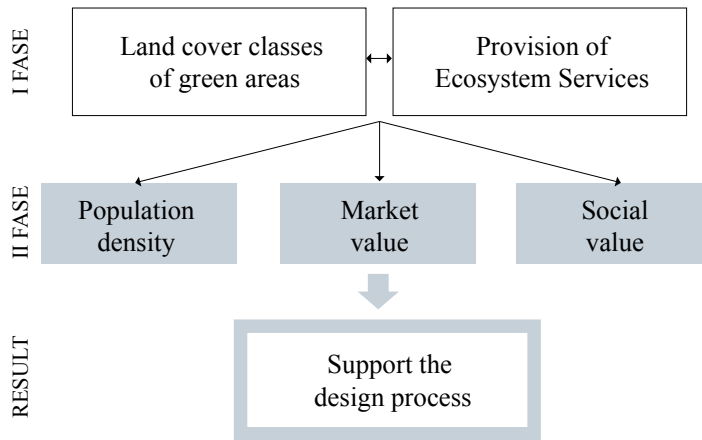 I FASE
Land cover classes
of green areas
Provision of
Ecosystem Services
II FASE
Population
density
Market
value
Social
value
RESULT
Support the
design process